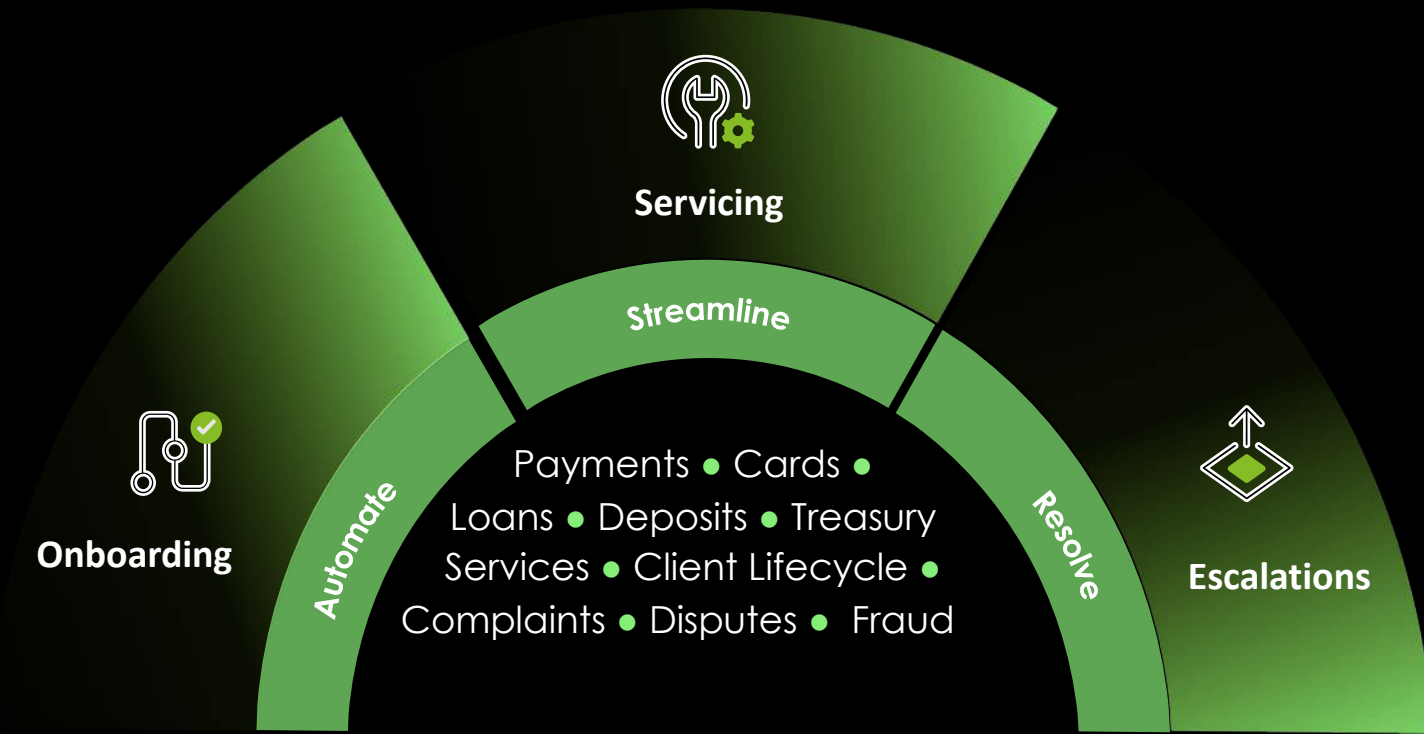 Servicing
Streamline
Onboarding
Automate
Payments ● Cards ●
Loans ● Deposits ● Treasury
Services ● Client Lifecycle ●
Complaints ● Disputes ● Fraud
Resolve
Escalations